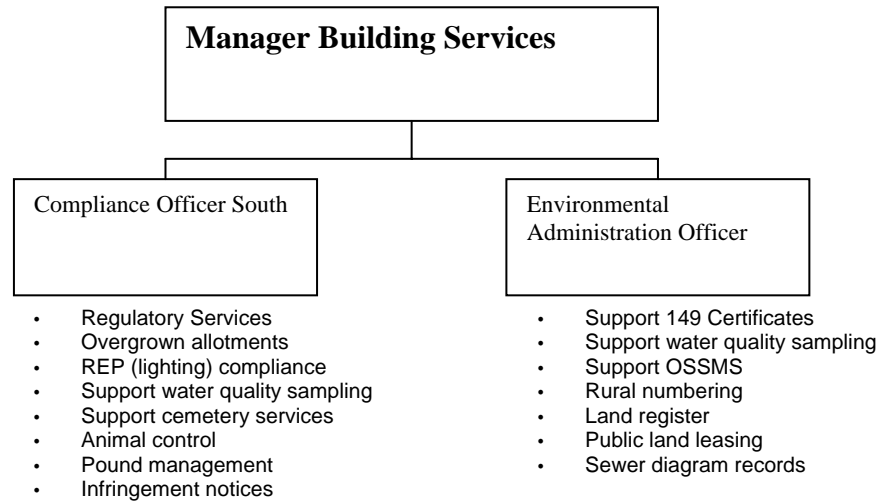 Manager Building Services
Compliance Officer South
• Regulatory Services
• Overgrown allotments
• REP (lighting) compliance
• Support water quality sampling
• Support cemetery services
• Animal control
• Pound management
• Infringement notices
Environmental
Administration Officer
• Support 149 Certificates
• Support water quality sampling
• Support OSSMS
• Rural numbering
• Land register
• Public land leasing
• Sewer diagram records